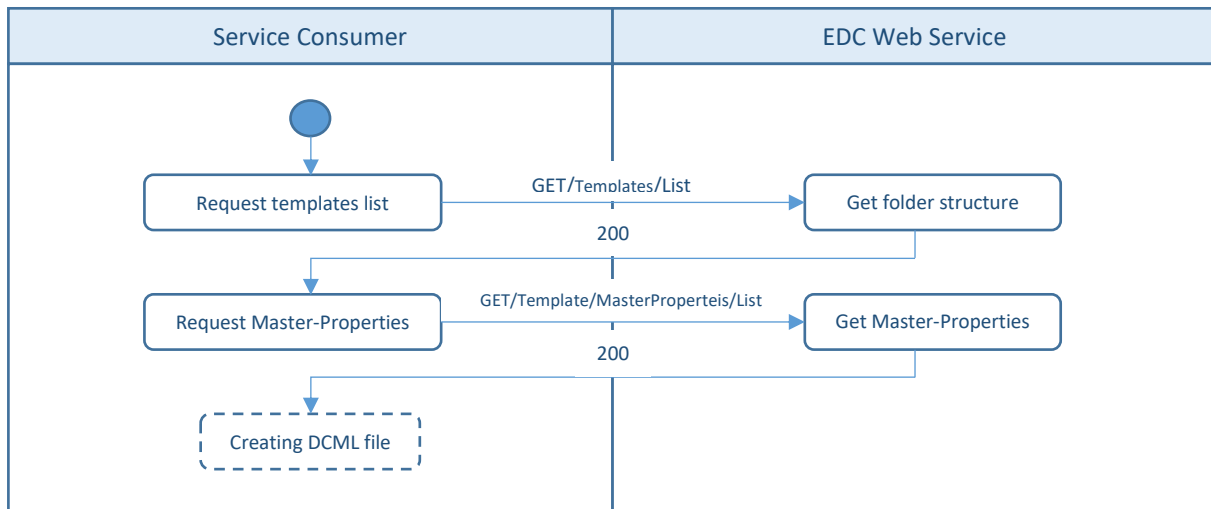 Service Consumer
EDC Web Service
GET/Templates/List
Request templates list
Get folder structure
200
GET/Template/MasterProperteis/List
Request Master-Properties
Get Master-Properties
200
Creating DCML file